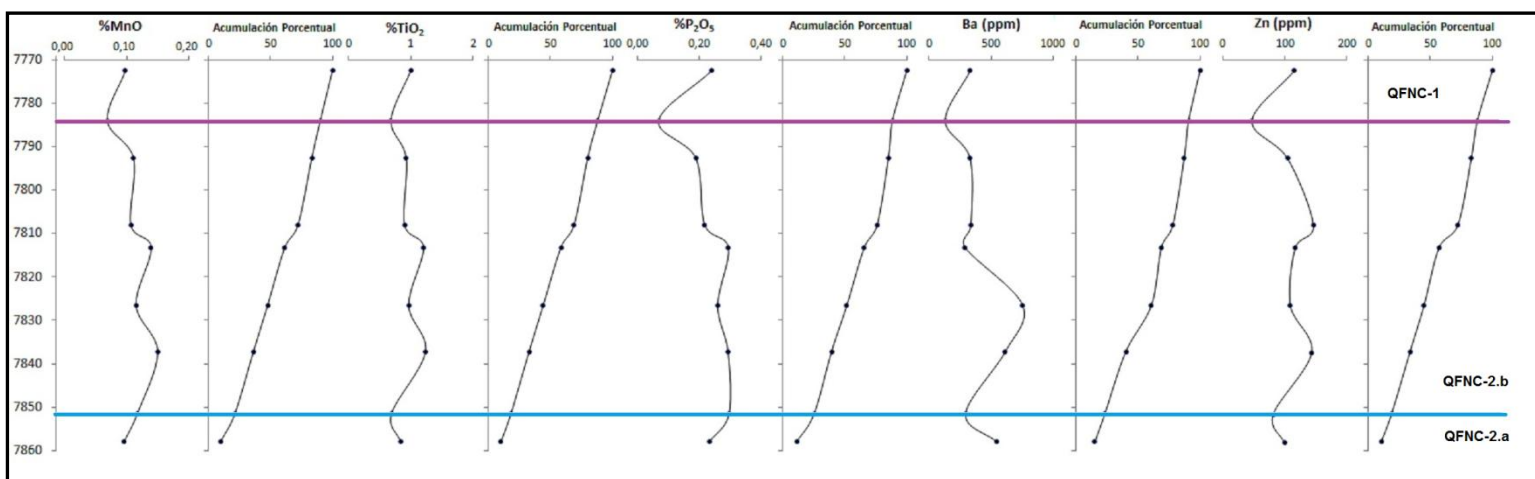 %MnO Acumulación Porcentual %TiO₂ Acumulación Porcentual %P₂O₅ Acumulación Porcentual Ba (ppm) Acumulación Porcentual Zn (ppm) Acumulación Porcentual
0,00 0,10 0,20 0 50 100 0 1 2 0 50 100 0,00 0,20 0,40 0 50 100 0 500 1000 0 50 100 0 100 200 0 50 100
7770
7780
QFNC-1
7790
7800
7810
7820
7830
7840
QFNC-2.b
7850
QFNC-2.a
7860